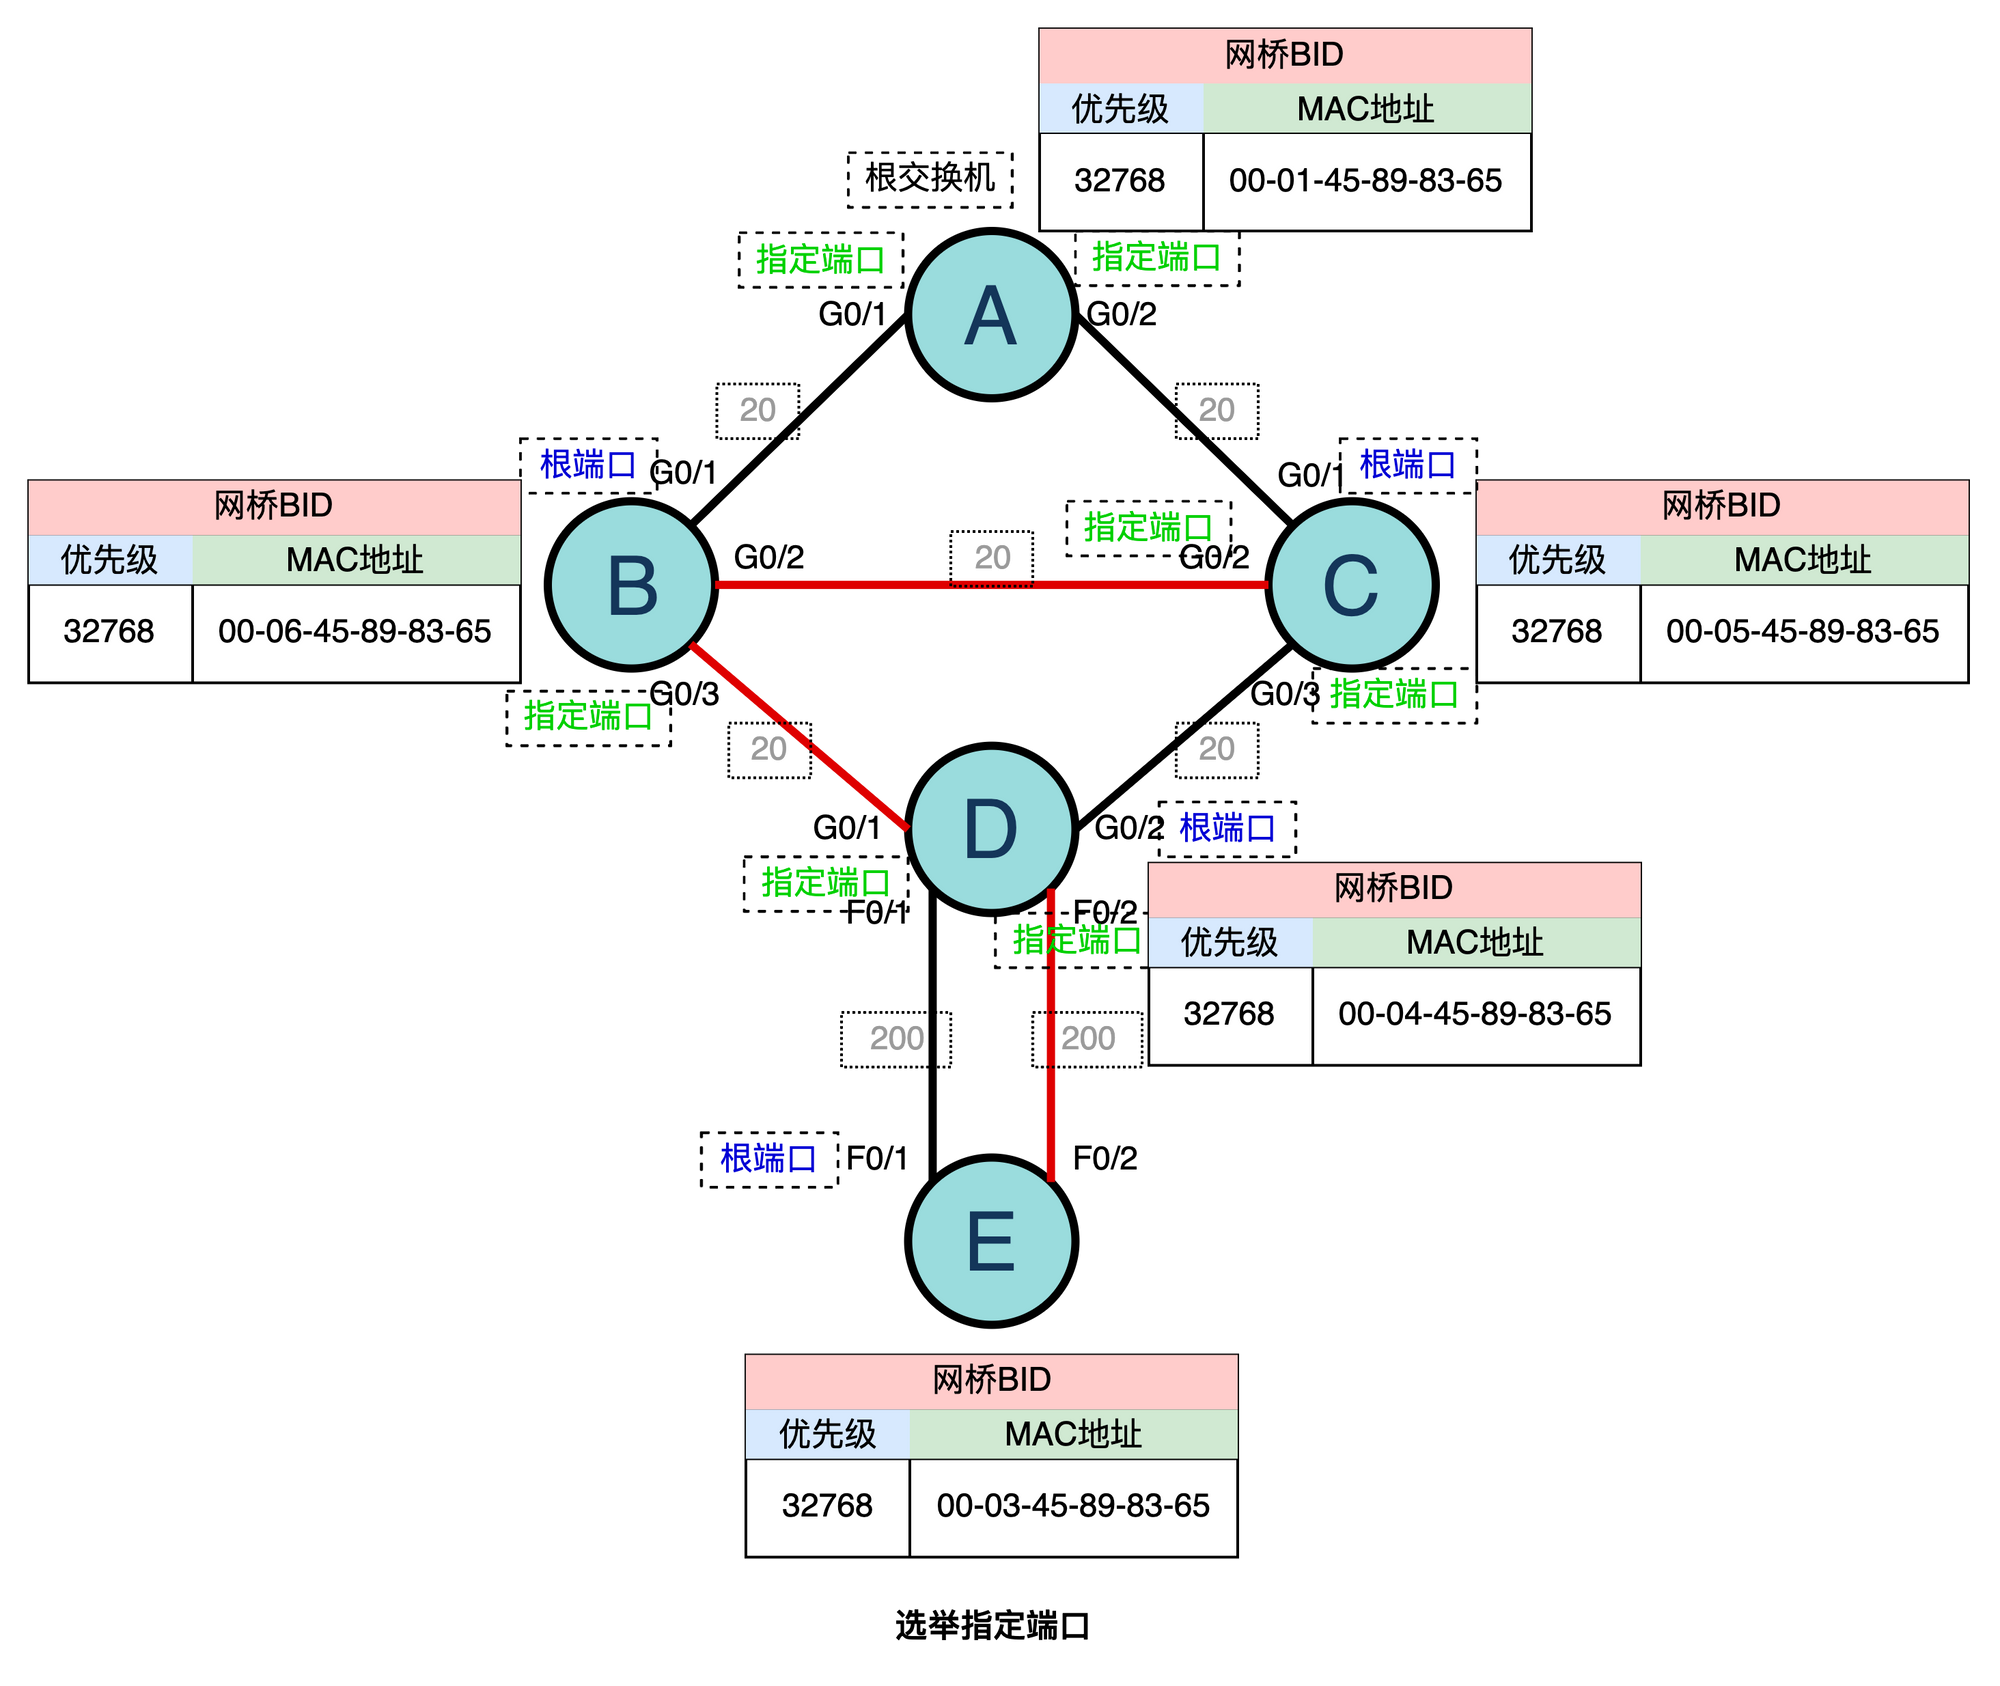 网桥BID
优先级 MAC地址
32768 00-01-45-89-83-65
根交换机
指定端口
指定端口
A
G0/1
G0/2
20
20
根端口
G0/1
G0/1
根端口
网桥BID
优先级 MAC地址
32768 00-06-45-89-83-65
B
G0/2
20
指定端口
G0/2
C
网桥BID
优先级 MAC地址
32768 00-05-45-89-83-65
指定端口
G0/3
20
G0/3
指定端口
20
D
G0/1
G0/2
根端口
指定端口
F0/1
F0/2
指定端口
网桥BID
优先级 MAC地址
32768 00-04-45-89-83-65
200
200
根端口
F0/1
F0/2
E
网桥BID
优先级 MAC地址
32768 00-03-45-89-83-65
选举指定端口